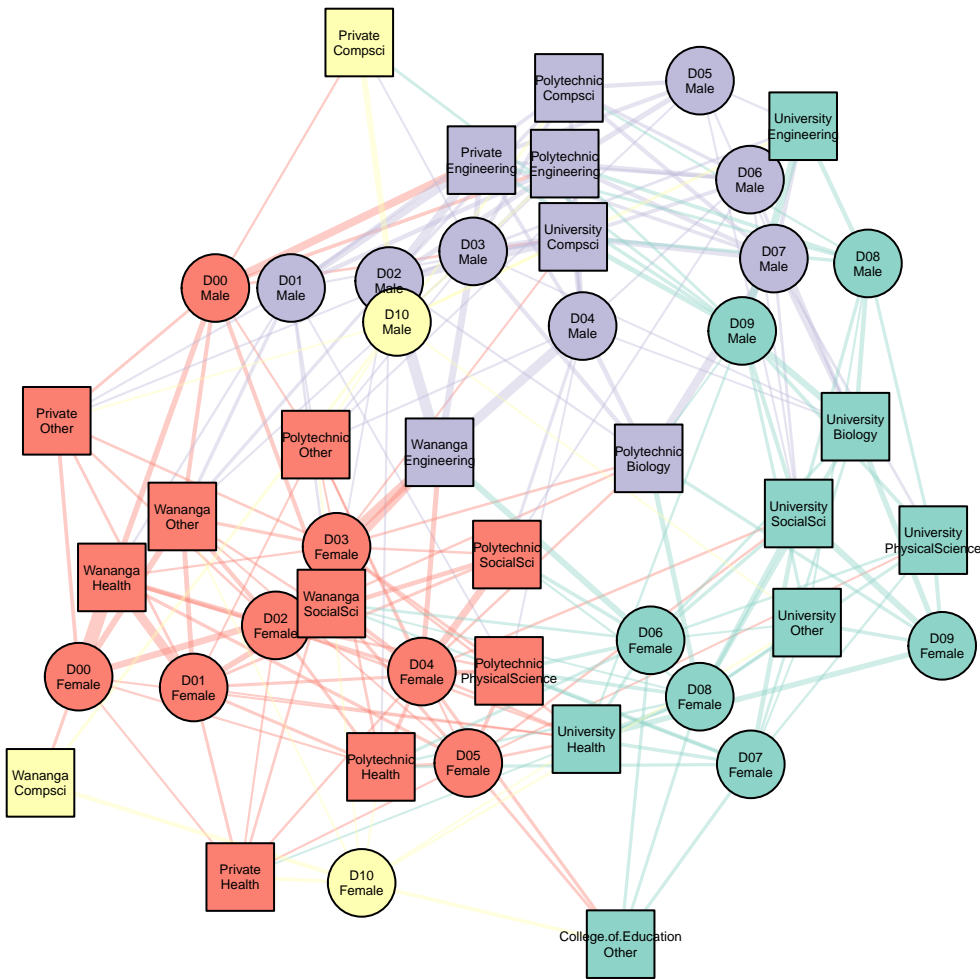 Private
Compsci
Polytechnic
Compsci
D05
Male
University
Engineering
Private
Engineering
Polytechnic
Engineering
D06
Male
University
Compsci
D03
Male
D07
Male
D08
Male
D00
Male
D01
Male
D02
Male
D10
Male
D04
Male
D09
Male
Private
Other
Polytechnic
Other
Wananga
Engineering
Polytechnic
Biology
University
Biology
Wananga
Other
University
SocialSci
University
PhysicalScience
D03
Female
Polytechnic
SocialSci
Wananga
Health
Wananga
SocialSci
University
Other
D02
Female
D06
Female
D09
Female
D00
Female
D01
Female
D04
Female
Polytechnic
PhysicalScience
D08
Female
University
Health
Polytechnic
Health
D05
Female
D07
Female
Wananga
Compsci
Private
Health
D10
Female
College.of.Education
Other